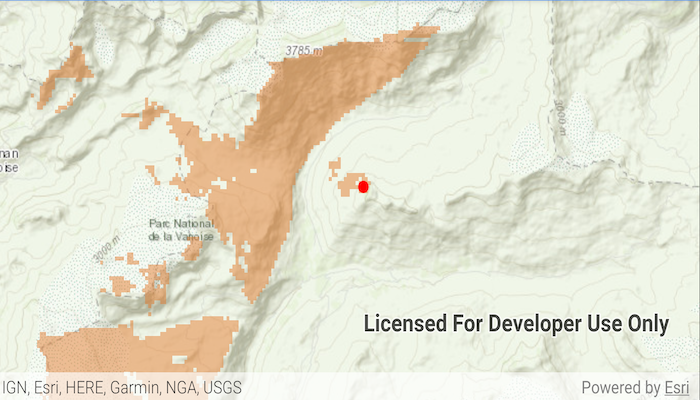 3785 m
3000 m
man
oise
Parc National
de la Vanoise
3000 m
Licensed For Developer Use Only
IGN, Esri, HERE, Garmin, NGA, USGS
Powered by Esri